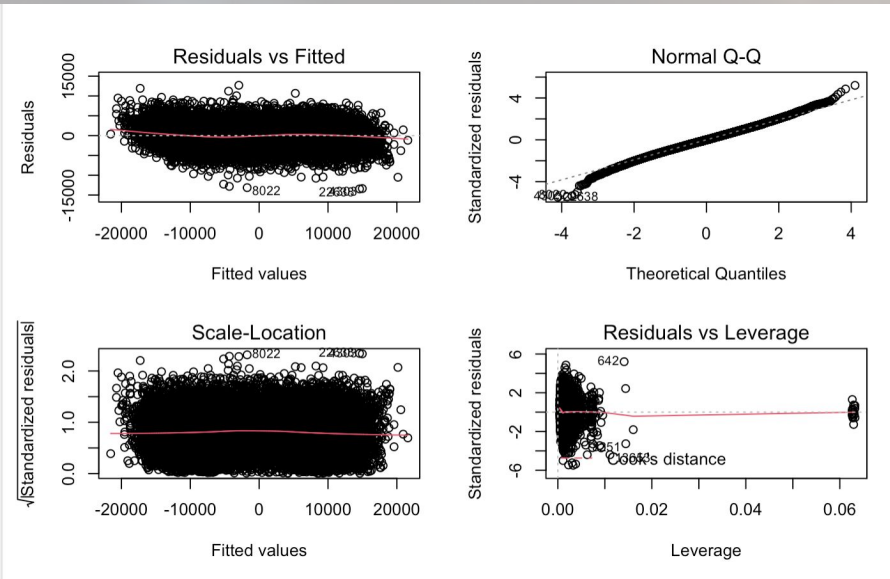 Residuals vs Fitted
Residuals
15000
0
-15000
8022
-20000 -10000 0 10000 20000
Fitted values
Normal Q-Q
Standardized residuals
4
0
-4
-4 -2 0 2 4
Theoretical Quantiles
Scale-Location
√|Standardized residuals|
2.0
1.0
0.0
8022
-20000 -10000 0 10000 20000
Fitted values
Residuals vs Leverage
Standardized residuals
6
2
-2
-6
642
Cook's distance
0.00 0.02 0.04 0.06
Leverage